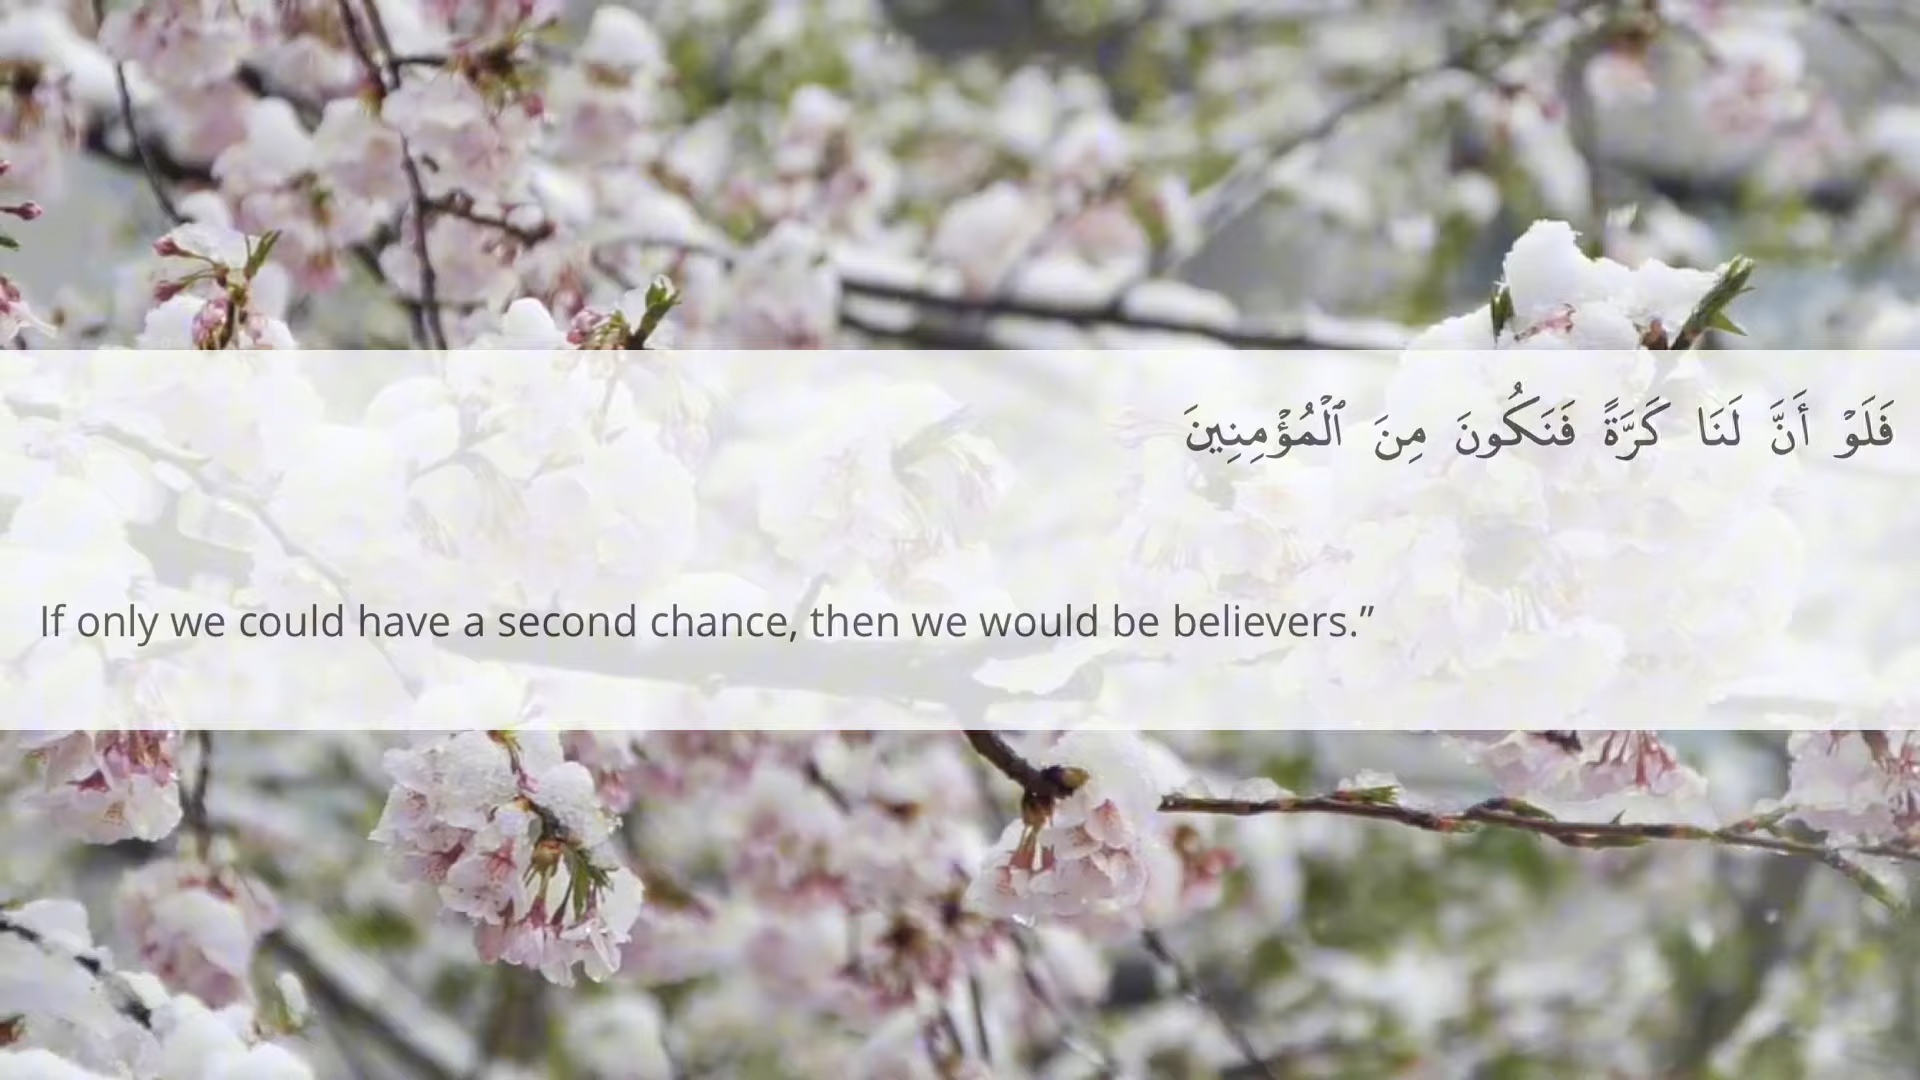 فَلَوْ أَنَّ لَنَا كَرَّةً فَنَكُونَ مِنَ ٱلْمُؤْمِنِينَ
If only we could have a second chance, then we would be believers.”